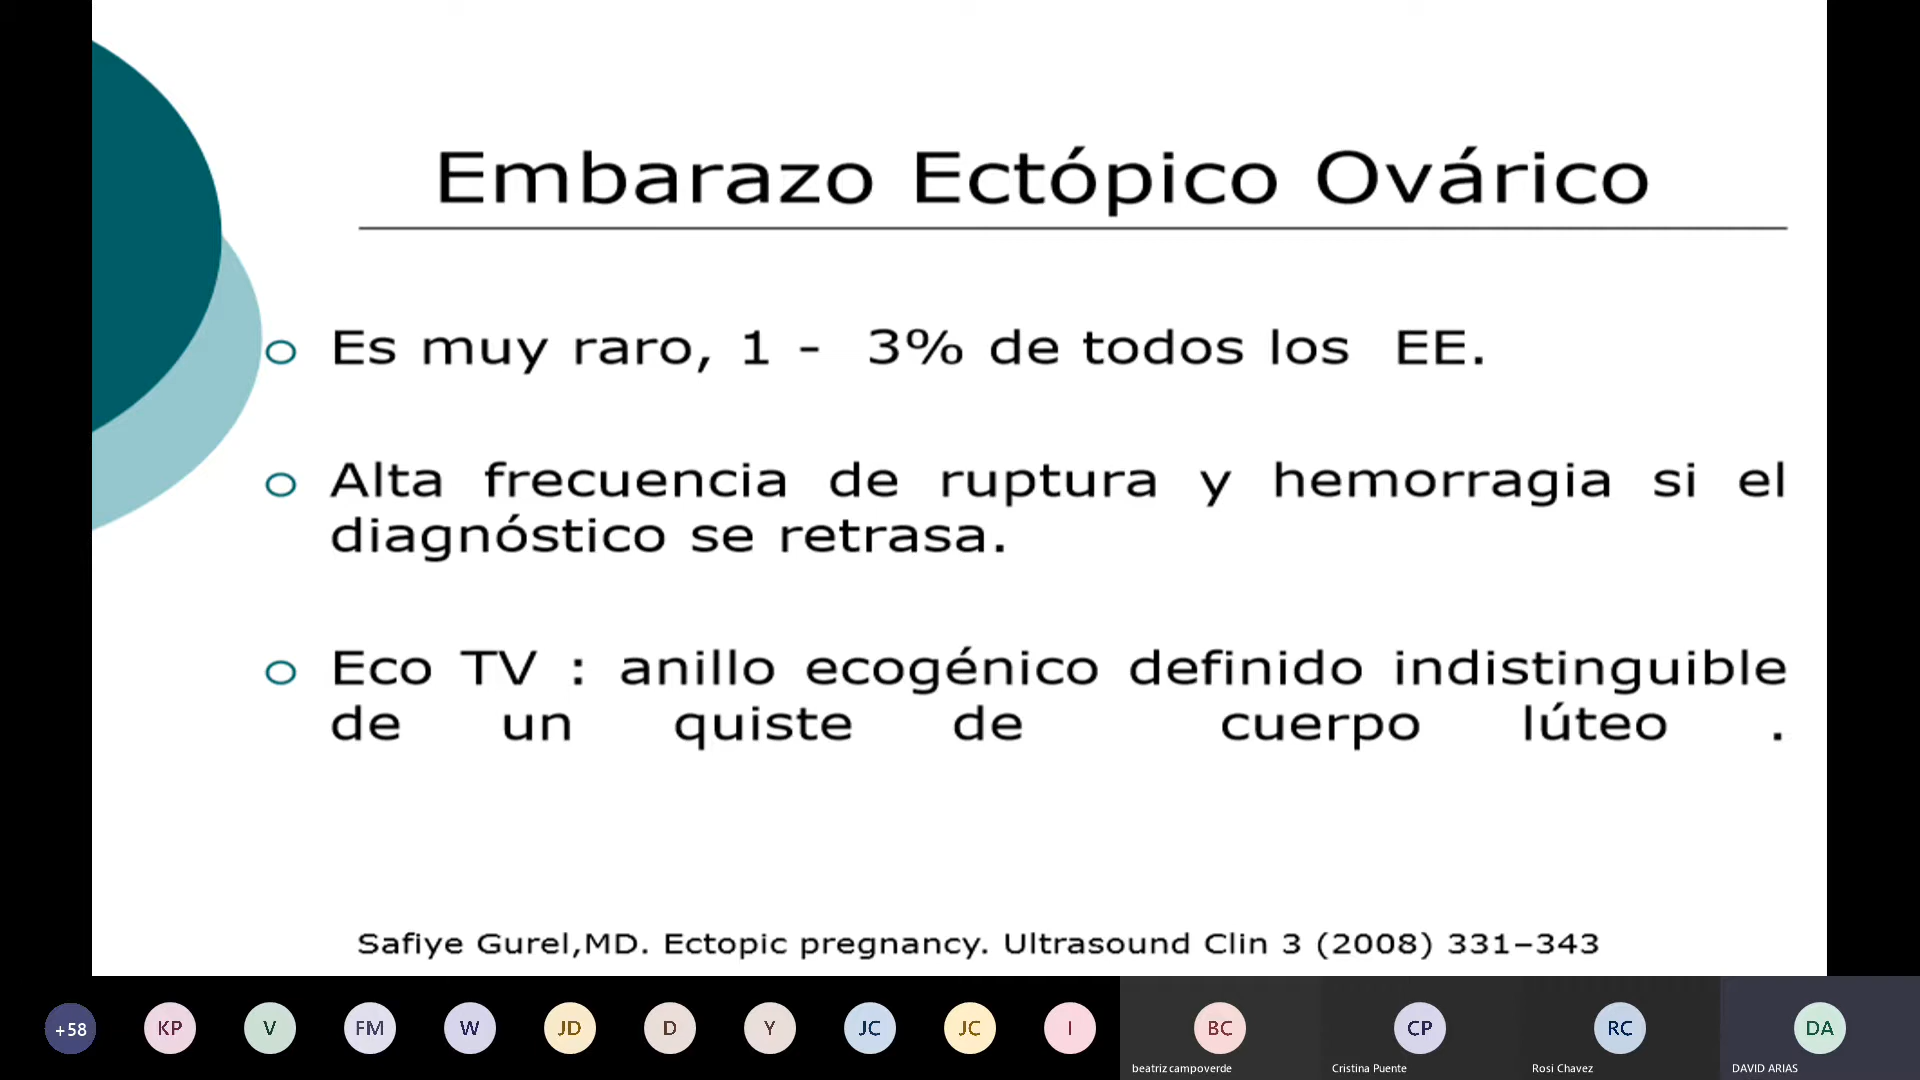 Embarazo Ectópico Ovárico
o Es muy raro, 1 - 3% de todos los EE.
o Alta frecuencia de ruptura y hemorragia si el
diagnóstico se retrasa.
o Eco TV : anillo ecogénico definido indistinguible
de un quiste de cuerpo lúteo .
Safiye Gurel,MD. Ectopic pregnancy. Ultrasound Clin 3 (2008) 331–343
+58 KP V FM W JD D Y JC JC I BC CP RC DA
beatriz campoverde Cristina Puente Rosi Chavez DAVID ARIAS